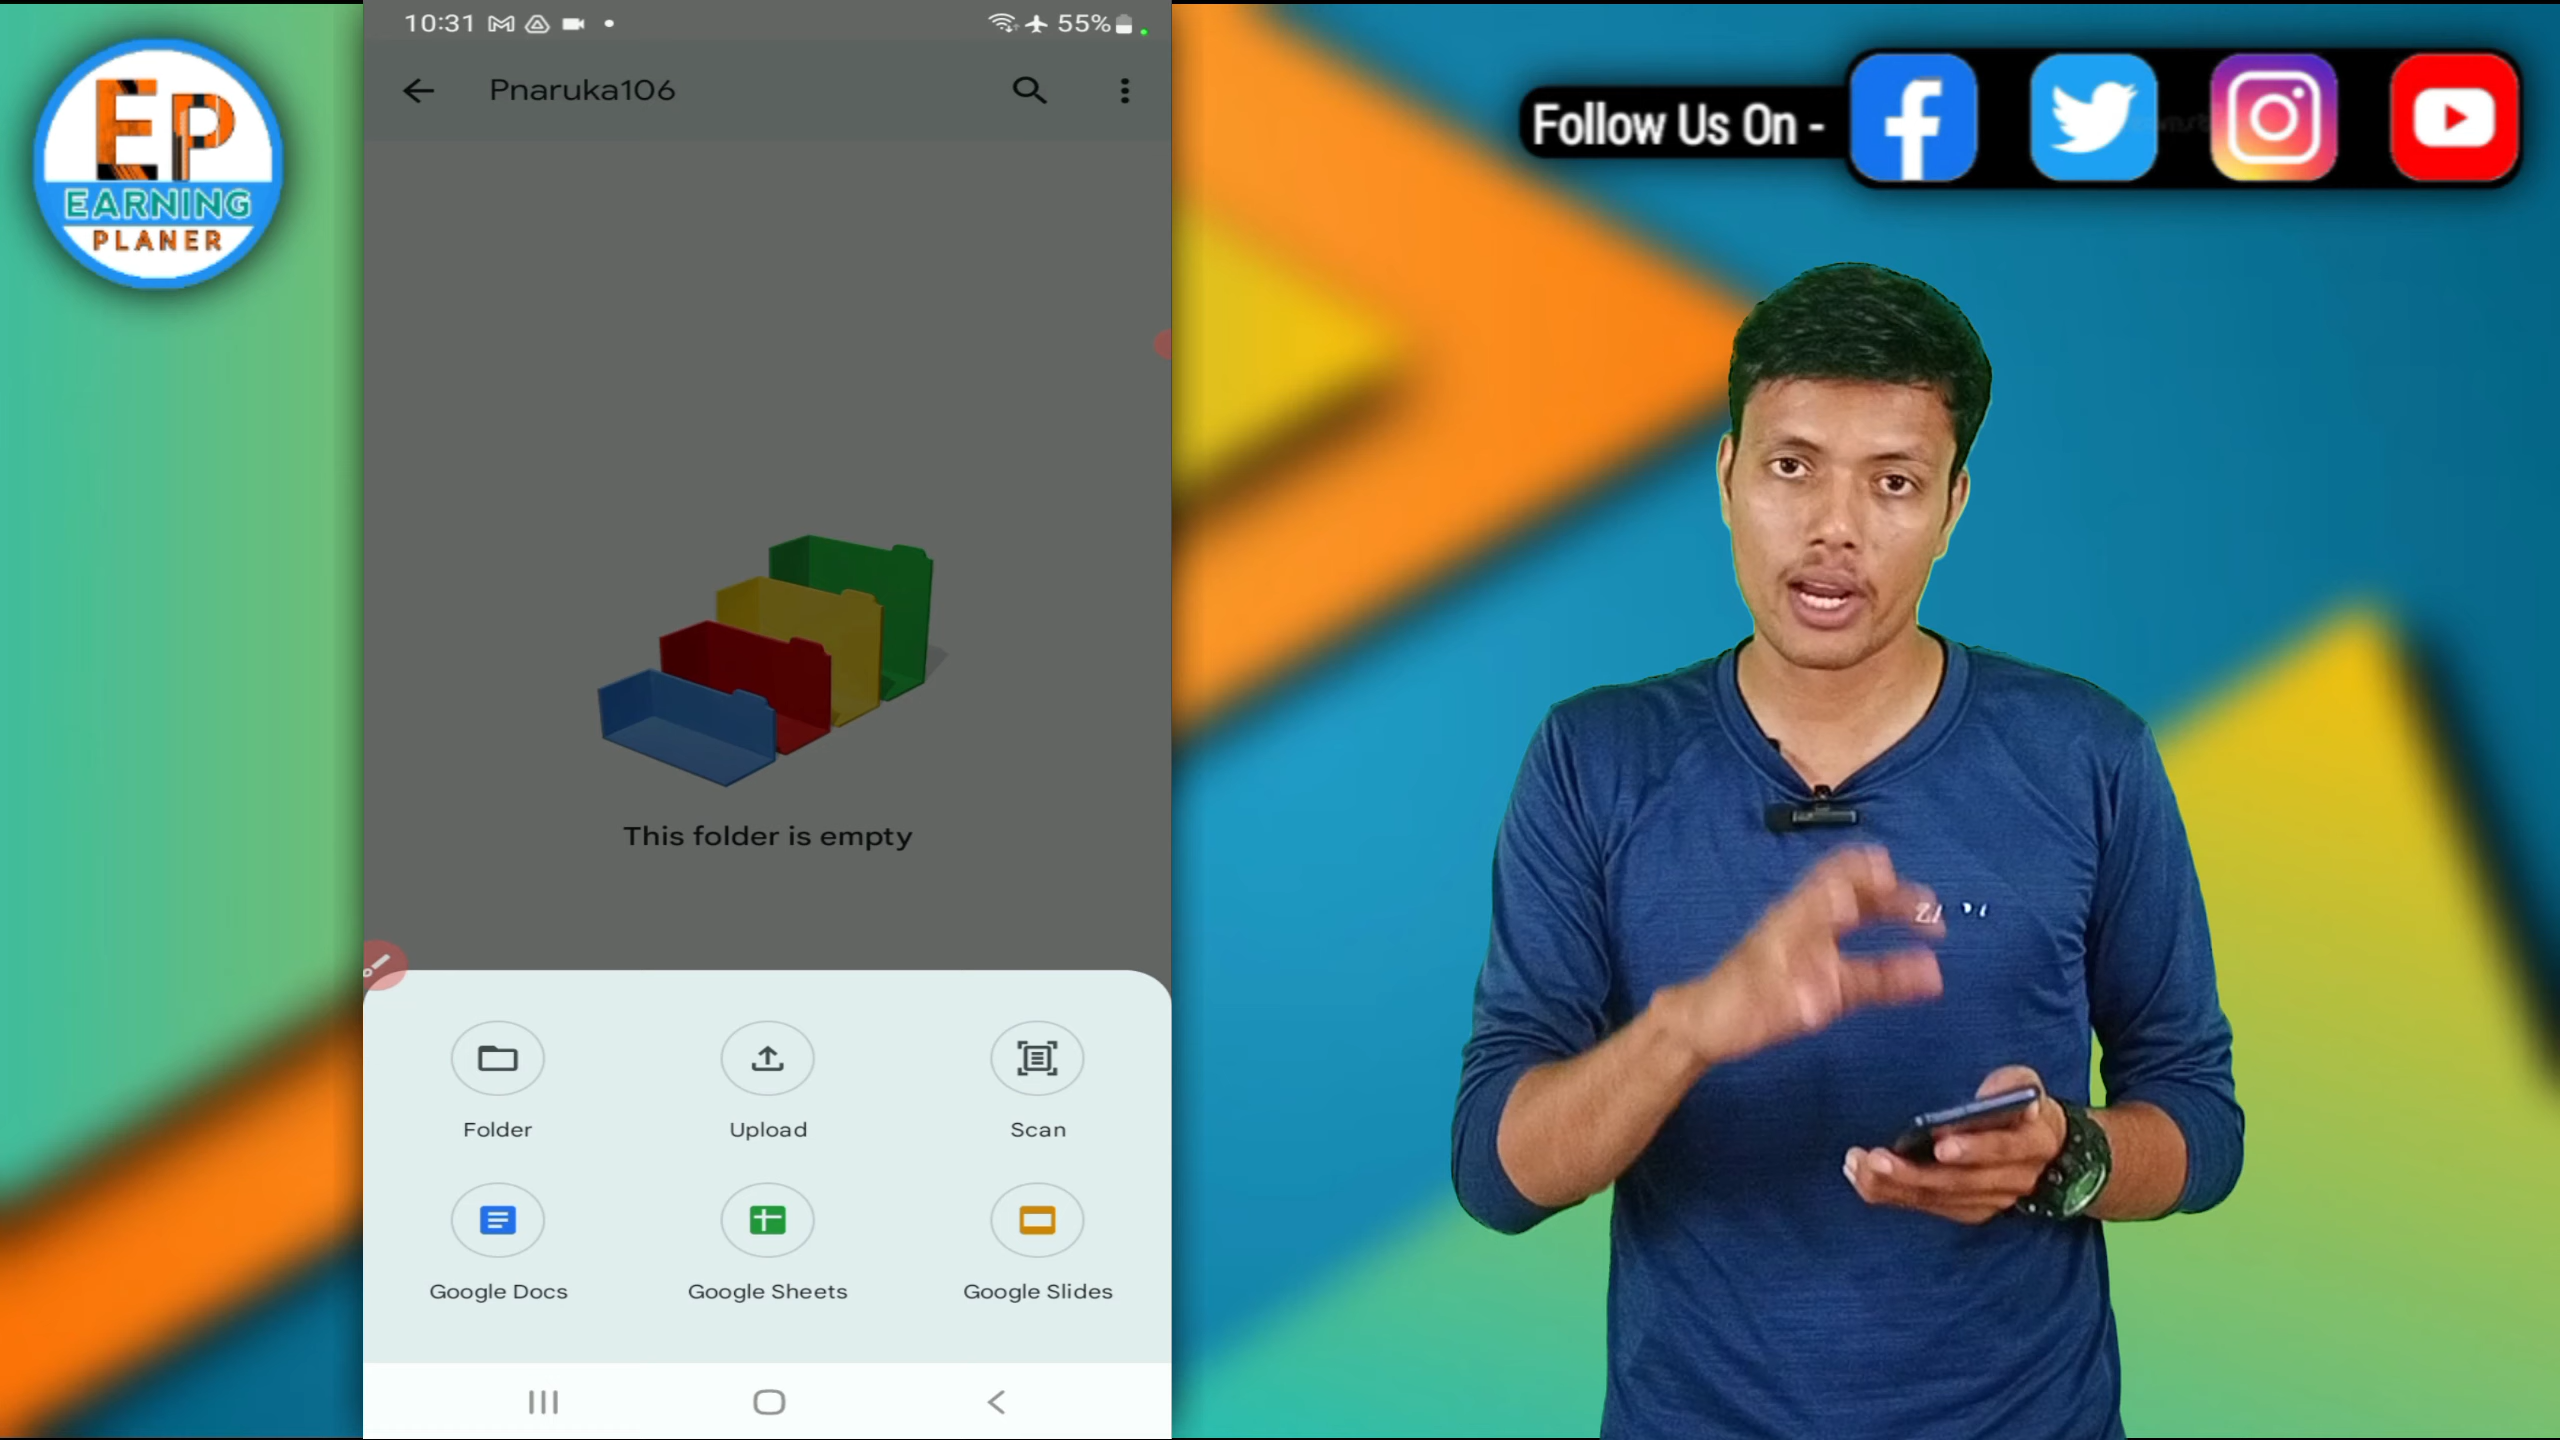 EP
EARNING
PLANER
10:31
55%
Pnaruka106
Follow Us On -
This folder is empty
Folder
Upload
Scan
Google Docs
Google Sheets
Google Slides